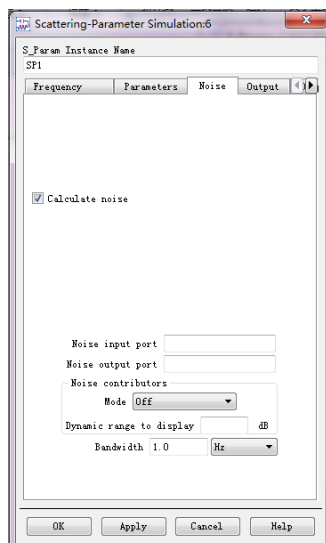 Scattering-Parameter Simulation:6
S_Param Instance Name
SP1
Frequency Parameters Noise Output
Calculate noise
Noise input port
Noise output port
Noise contributors
Mode Off
Dynamic range to display dB
Bandwidth 1.0 Hz
OK Apply Cancel Help